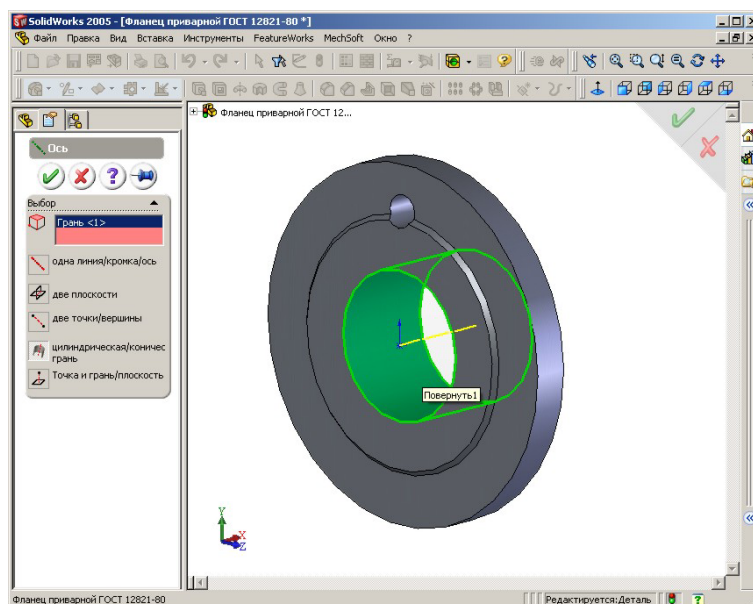 SolidWorks 2005 - [Фланец приварной ГОСТ 12821-80 *]
Файл Правка Вид Вставка Инструменты FeatureWorks MechSoft Окно ?
Фланец приварной ГОСТ 12...
Ось
Выбор
Грань <1>
одна линия/кромка/ось
две плоскости
две точки/вершины
цилиндрическая/коничес
грань
Точка и грань/плоскость
Повернуть1
Y
X
Z
Фланец приварной ГОСТ 12821-80
Редактируется:Деталь